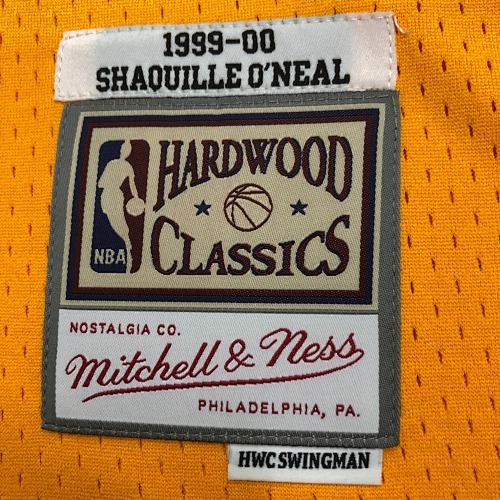 1999-00
SHAQUILLE O'NEAL
HARDWOOD
NBA
CLASSICS
NOSTALGIA CO.
Mitchell & Ness
PHILADELPHIA, PA.
HWC SWINGMAN